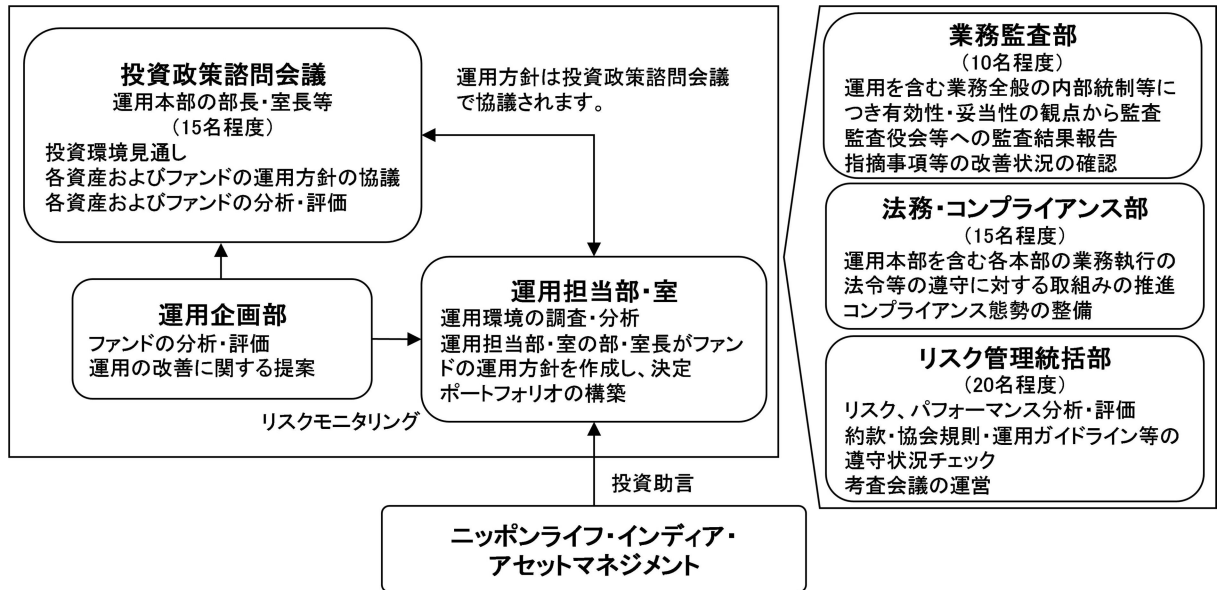 投資政策諮問会議
運用本部の部長・室長等
（15名程度）
投資環境見通し
各資産およびファンドの運用方針の協議
各資産およびファンドの分析・評価
運用方針は投資政策諮問会議
で協議されます。
運用企画部
ファンドの分析・評価
運用の改善に関する提案
リスクモニタリング
運用担当部・室
運用環境の調査・分析
運用担当部・室の部・室長がファン
ドの運用方針を作成し、決定
ポートフォリオの構築
投資助言
ニッポンライフ・インディア・
アセットマネジメント
業務監査部
（10名程度）
運用を含む業務全般の内部統制等に
つき有効性・妥当性の観点から監査
監査役会等への監査結果報告
指摘事項等の改善状況の確認
法務・コンプライアンス部
（15名程度）
運用本部を含む各本部の業務執行の
法令等の遵守に対する取組みの推進
コンプライアンス態勢の整備
リスク管理統括部
（20名程度）
リスク、パフォーマンス分析・評価
約款・協会規則・運用ガイドライン等の
遵守状況チェック
考査会議の運営